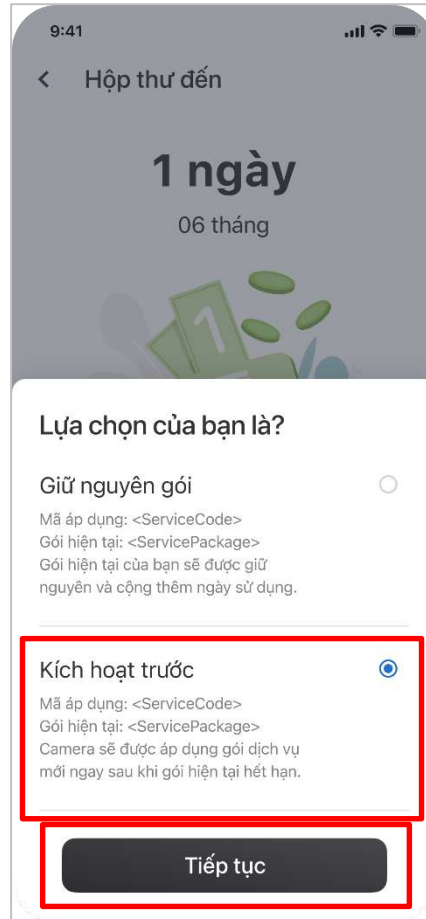 9:41
Hộp thư đến
1 ngày
06 tháng
1
Lựa chọn của bạn là?
Giữ nguyên gói
Mã áp dụng: <ServiceCode>
Gói hiện tại: <ServicePackage>
Gói hiện tại của bạn sẽ được giữ
nguyên và cộng thêm ngày sử dụng.
Kích hoạt trước
Mã áp dụng: <ServiceCode>
Gói hiện tại: <ServicePackage>
Camera sẽ được áp dụng gói dịch vụ
mới ngay sau khi gói hiện tại hết hạn.
Tiếp tục